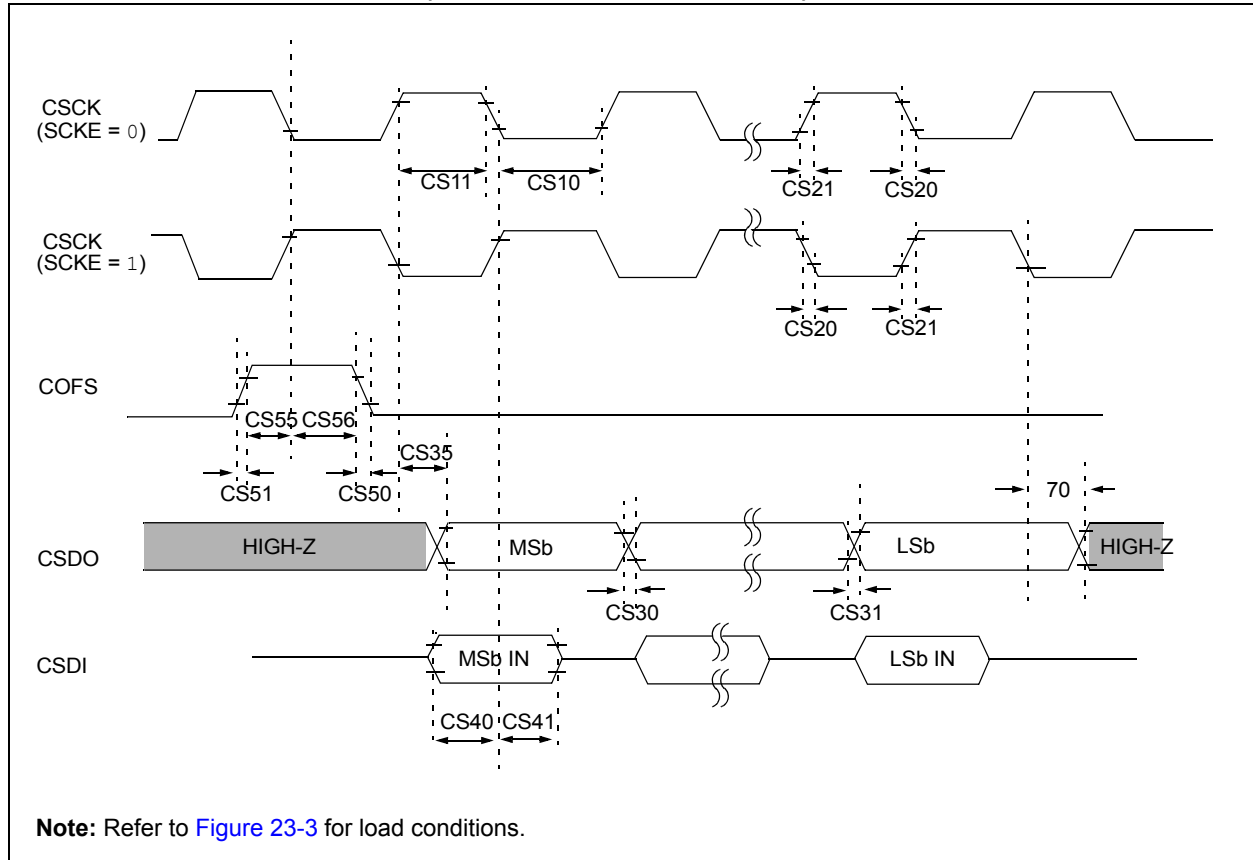 CSCK
(SCKE = 0)
CS11
CS10
CS21
CS20
CSCK
(SCKE = 1)
CS20
CS21
COFS
CS55
CS56
CS35
CS51
CS50
70
CSDO
HIGH-Z
MSb
LSb
HIGH-Z
CS30
CS31
CSDI
MSb IN
LSb IN
CS40
CS41
Note: Refer to Figure 23-3 for load conditions.